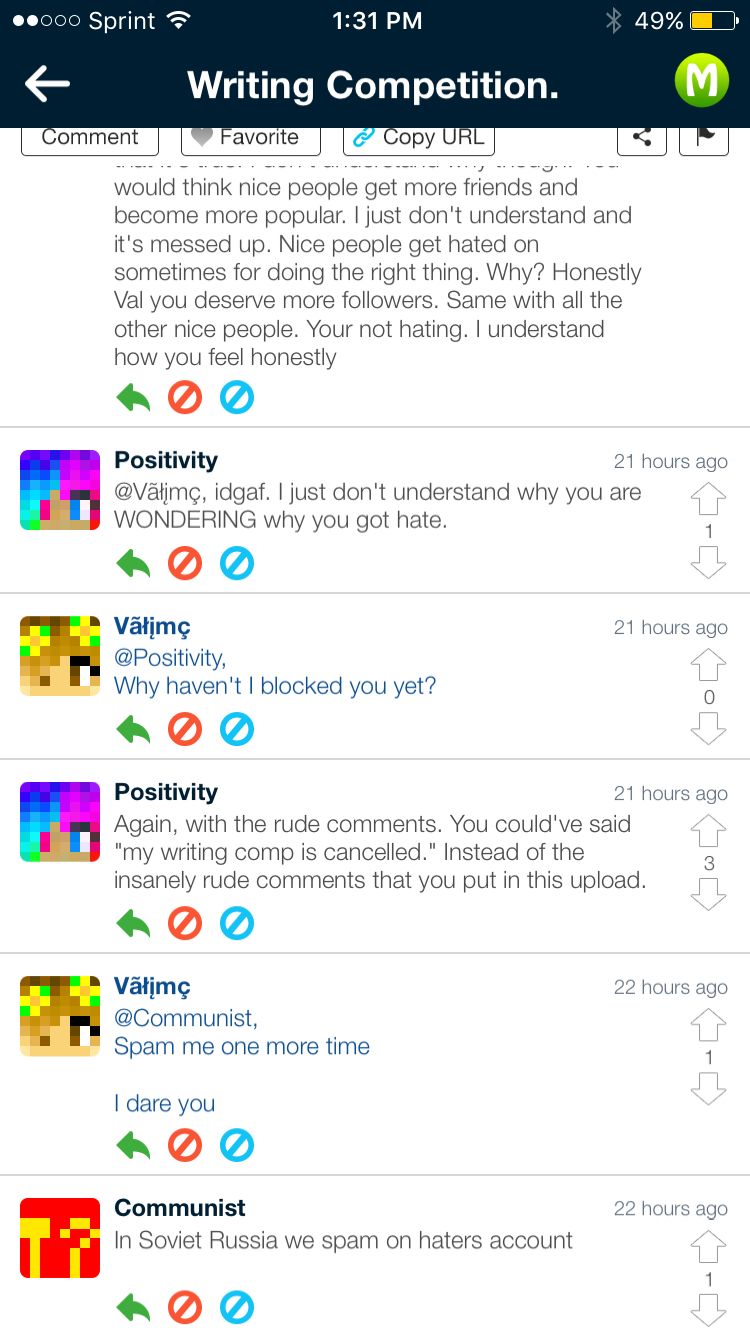 Sprint 1:31 PM 49%
Writing Competition. M
Comment Favorite Copy URL
would think nice people get more friends and
become more popular. I just don't understand and
it's messed up. Nice people get hated on
sometimes for doing the right thing. Why? Honestly
Val you deserve more followers. Same with all the
other nice people. Your not hating. I understand
how you feel honestly
Positivity 21 hours ago
@Vãłįmç, idgaf. I just don't understand why you are
WONDERING why you got hate.
1
Vãłįmç 21 hours ago
@Positivity,
Why haven't I blocked you yet?
0
Positivity 21 hours ago
Again, with the rude comments. You could've said
"my writing comp is cancelled." Instead of the
insanely rude comments that you put in this upload.
3
Vãłįmç 22 hours ago
@Communist,
Spam me one more time
1
I dare you
Communist 22 hours ago
In Soviet Russia we spam on haters account
1